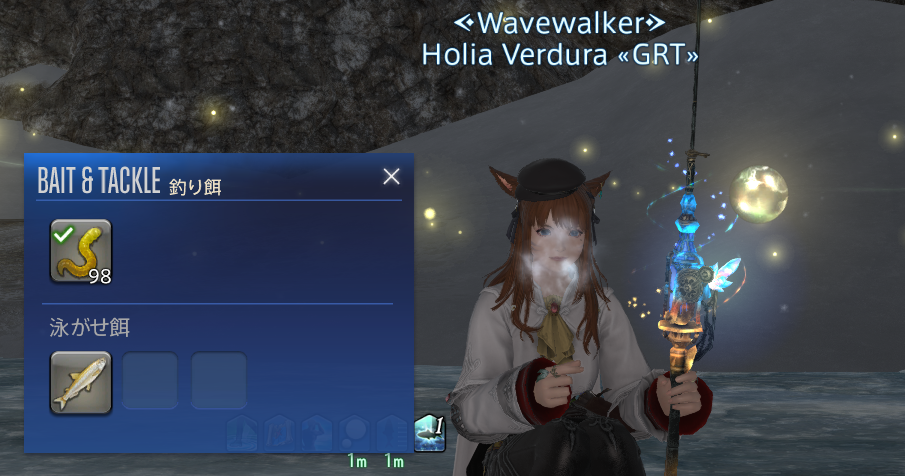 ≪Wavewalker≫
Holia Verdura «GRT»
BAIT & TACKLE 釣り餌
98
泳がせ餌
1
1m 1m